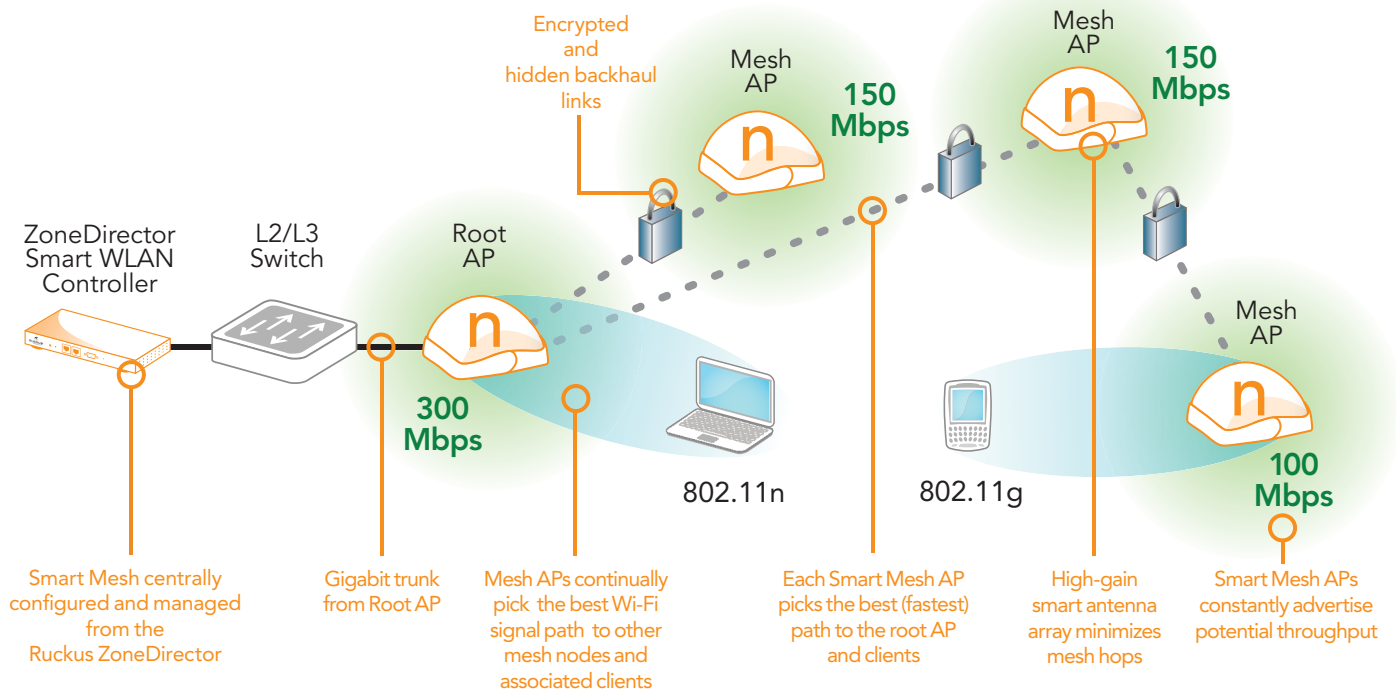 Encrypted
and
hidden backhaul
links
Mesh
AP
150
Mbps
n
Mesh
AP
150
Mbps
n
ZoneDirector
Smart WLAN
Controller
L2/L3
Switch
Root
AP
n
300
Mbps
802.11n
802.11g
Mesh
AP
n
100
Mbps
Smart Mesh centrally
configured and managed
from the
Ruckus ZoneDirector
Gigabit trunk
from Root AP
Mesh APs continually
pick the best Wi-Fi
signal path to other
mesh nodes and
associated clients
Each Smart Mesh AP
picks the best (fastest)
path to the root AP
and clients
High-gain
smart antenna
array minimizes
mesh hops
Smart Mesh APs
constantly advertise
potential throughput